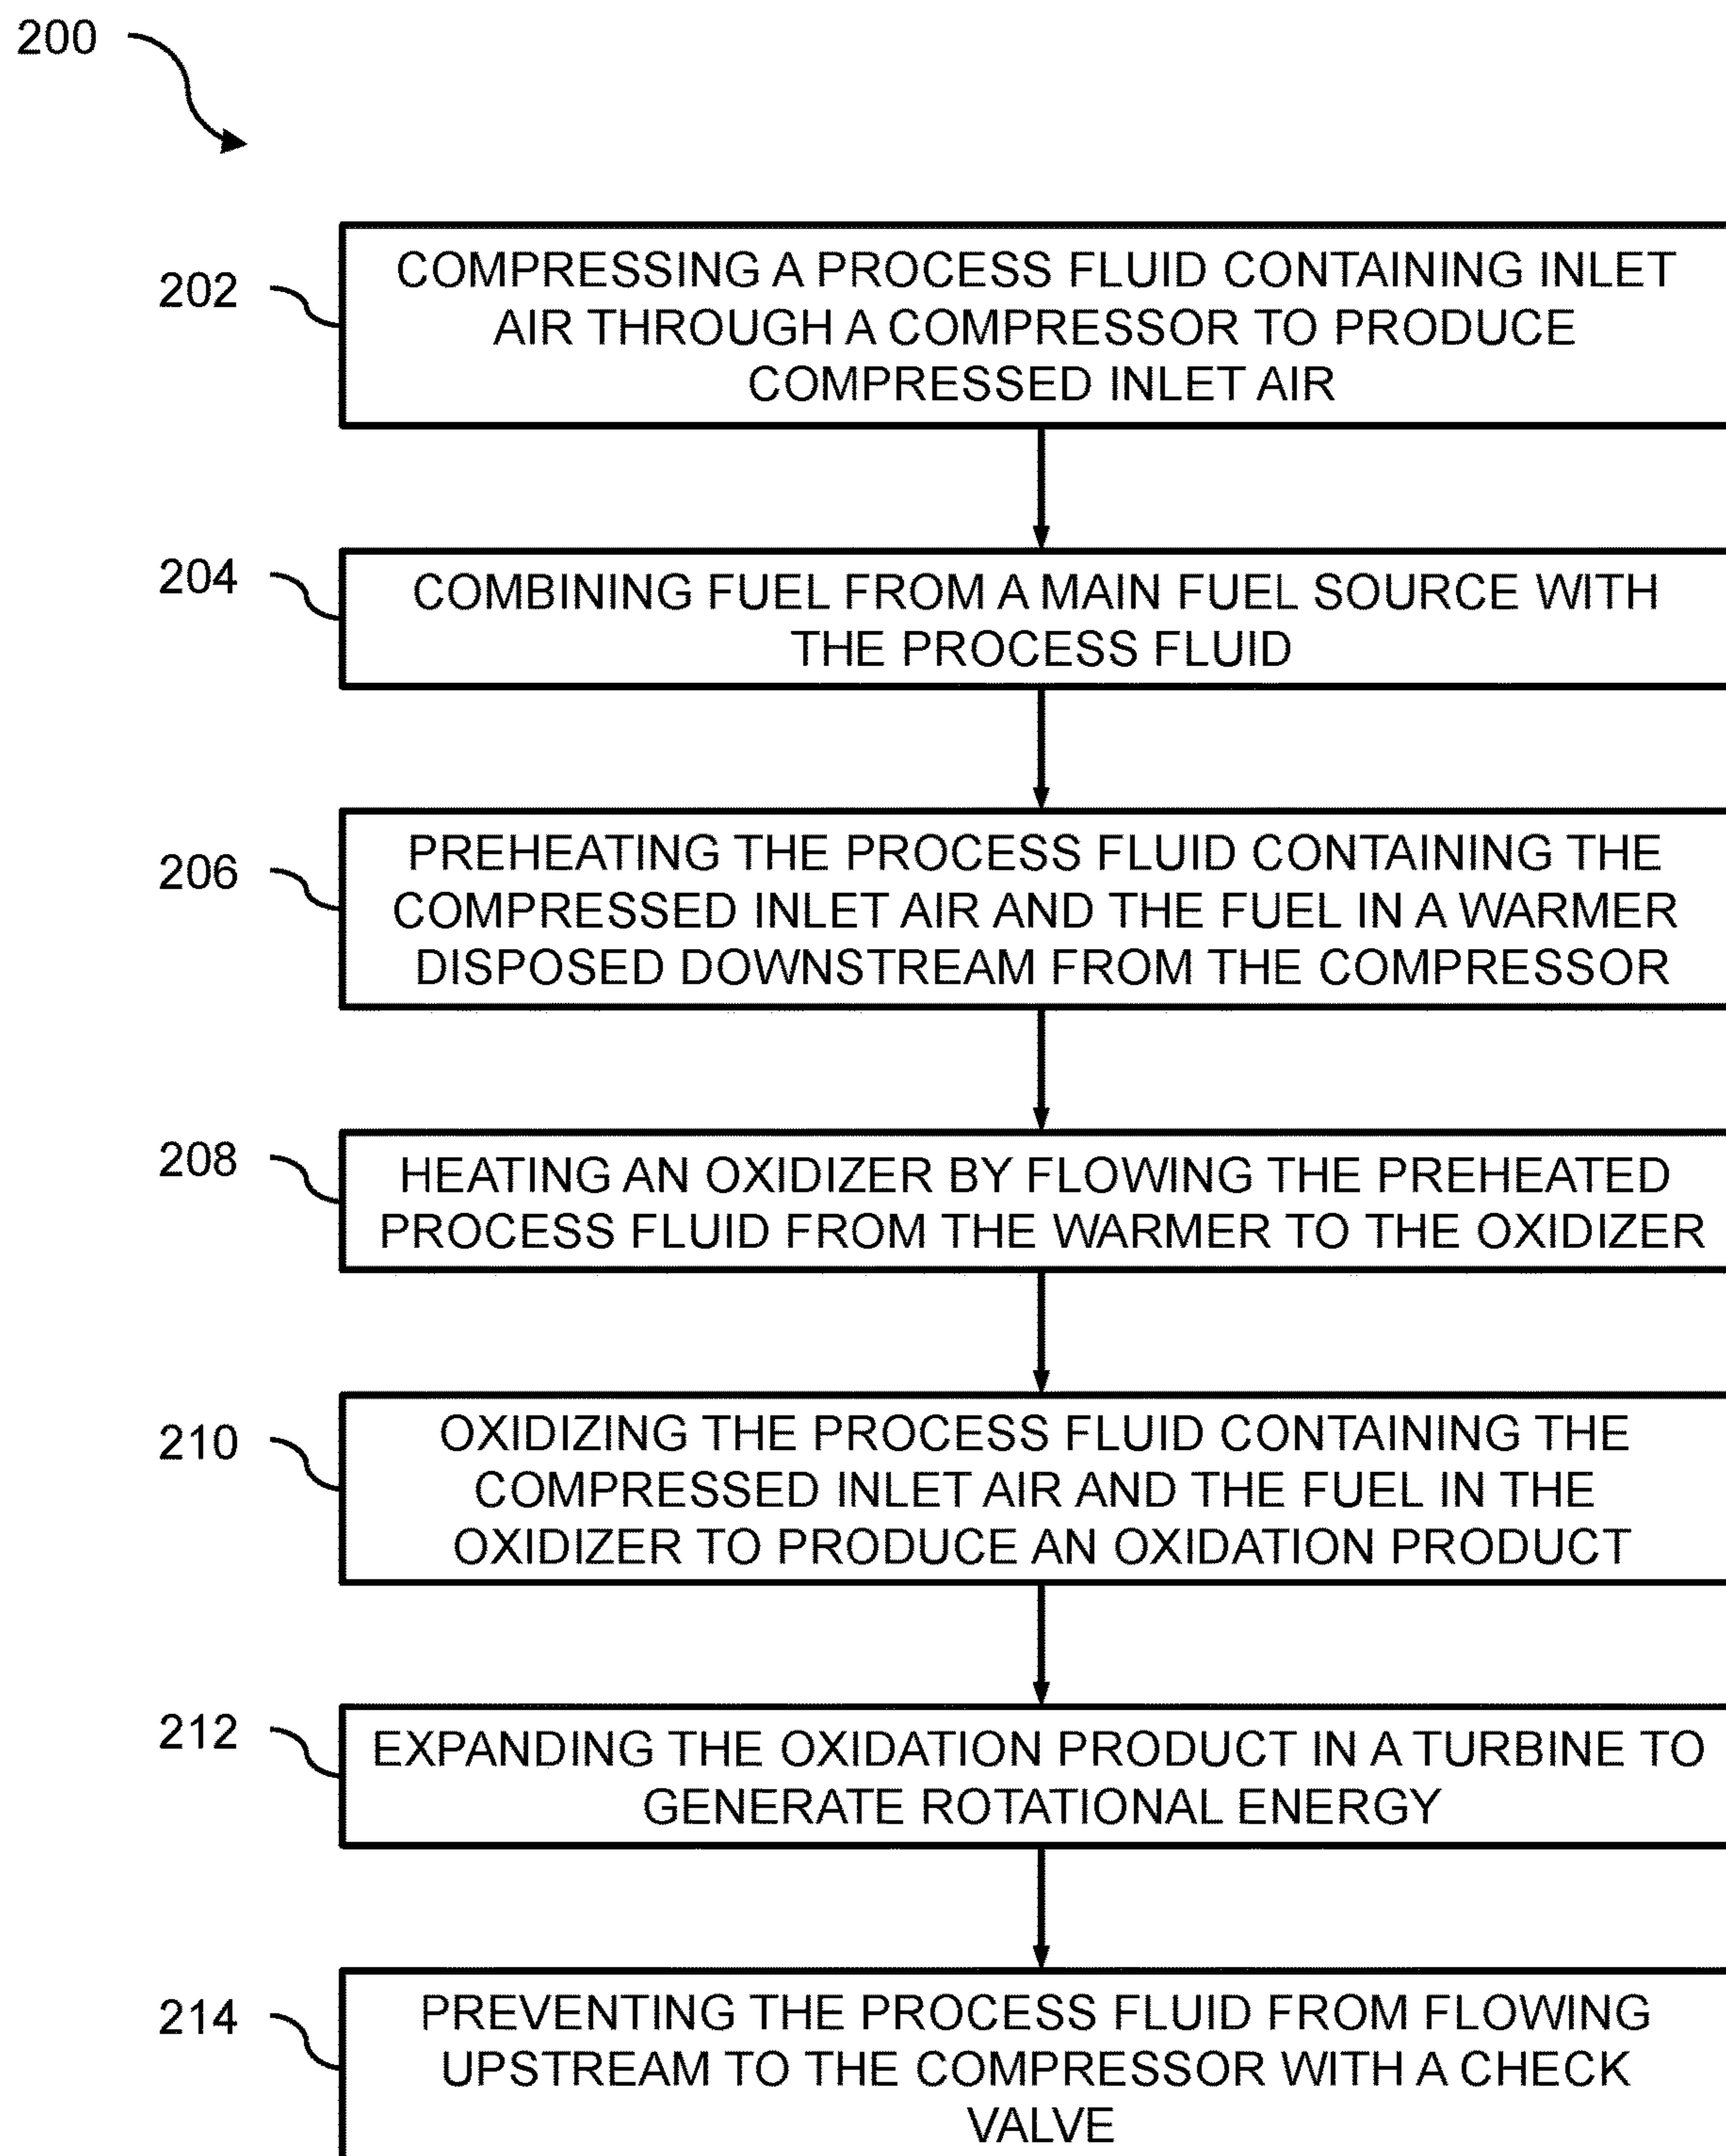 200
202
COMPRESSING A PROCESS FLUID CONTAINING INLET
AIR THROUGH A COMPRESSOR TO PRODUCE
COMPRESSED INLET AIR
204
COMBINING FUEL FROM A MAIN FUEL SOURCE WITH
THE PROCESS FLUID
206
PREHEATING THE PROCESS FLUID CONTAINING THE
COMPRESSED INLET AIR AND THE FUEL IN A WARMER
DISPOSED DOWNSTREAM FROM THE COMPRESSOR
208
HEATING AN OXIDIZER BY FLOWING THE PREHEATED
PROCESS FLUID FROM THE WARMER TO THE OXIDIZER
210
OXIDIZING THE PROCESS FLUID CONTAINING THE
COMPRESSED INLET AIR AND THE FUEL IN THE
OXIDIZER TO PRODUCE AN OXIDATION PRODUCT
212
EXPANDING THE OXIDATION PRODUCT IN A TURBINE TO
GENERATE ROTATIONAL ENERGY
214
PREVENTING THE PROCESS FLUID FROM FLOWING
UPSTREAM TO THE COMPRESSOR WITH A CHECK
VALVE